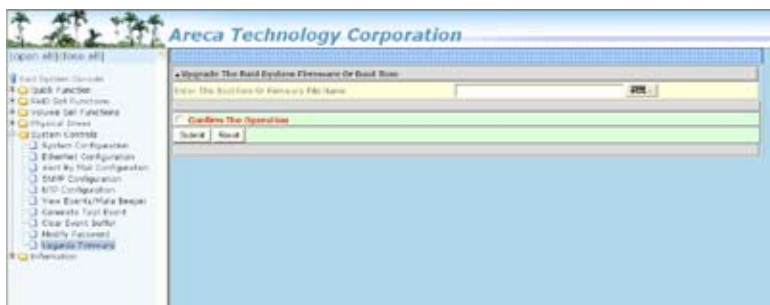 Areca Technology Corporation
[open all|close all]
Raid System Console
Quick Function
RAID Set Functions
Volume Set Functions
Physical Drives
System Controls
System Configuration
Ethernet Configuration
Alert By Mail Configuration
SNMP Configuration
NTP Configuration
View Events/Mute Beeper
Generate Test Event
Clear Event Buffer
Modify Password
Upgrade Firmware
Information
Upgrade The Raid System Firmware Or Boot Rom
Enter The Boot Rom Or Firmware File Name
Confirm The Operation
Submit Reset